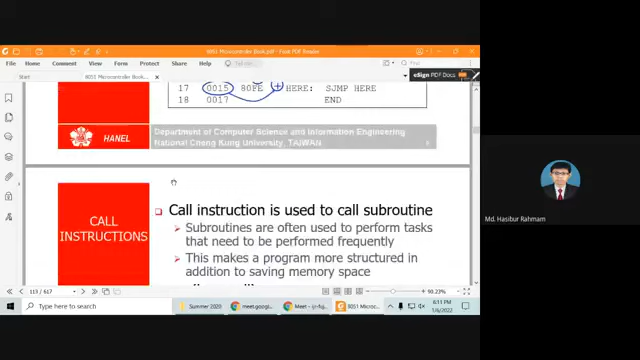 8051 Microcontroller Book.pdf - Foxit PDF Reader
File Home Comment View Form Protect Share Help
Tell me...
Search
eSign PDF Docs
Start
8051 Microcontroller Book.pdf
17 0015 80FE HERE: SJMP HERE
18 0017 END
HANEL
Department of Computer Science and Information Engineering
National Cheng Kung University, TAIWAN
CALL
INSTRUCTIONS
Call instruction is used to call subroutine
Subroutines are often used to perform tasks
that need to be performed frequently
This makes a program more structured in
addition to saving memory space
Md. Hasibur Rahmam
115 / 617
90.23%
Type here to search
Summer 2020
meet.google
Meet
8051 Microc
6:11 PM
1/6/2022